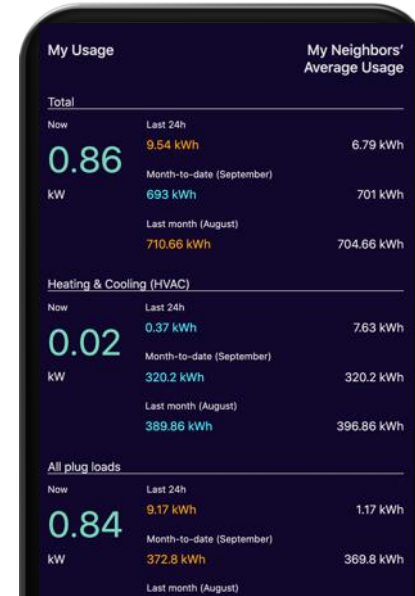 My Usage
My Neighbors'
Average Usage
Total
Now
Last 24h
0.86
9.54 kWh
6.79 kWh
Month-to-date (September)
kW
693 kWh
701 kWh
Last month (August)
710.66 kWh
704.66 kWh
Heating & Cooling (HVAC)
Now
Last 24h
0.02
0.37 kWh
7.63 kWh
Month-to-date (September)
kW
320.2 kWh
320.2 kWh
Last month (August)
389.86 kWh
396.86 kWh
All plug loads
Now
Last 24h
0.84
9.17 kWh
1.17 kWh
Month-to-date (September)
kW
372.8 kWh
369.8 kWh
Last month (August)